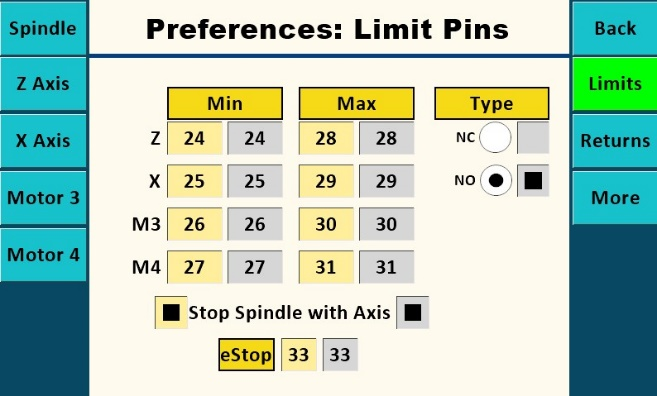 Spindle
Preferences: Limit Pins
Back
Z Axis
Limits
Min Max Type
Z 24 24 28 28 NC
X Axis
Returns
X 25 25 29 29 NO
Motor 3
More
M3 26 26 30 30
Motor 4
M4 27 27 31 31
Stop Spindle with Axis
eStop 33 33